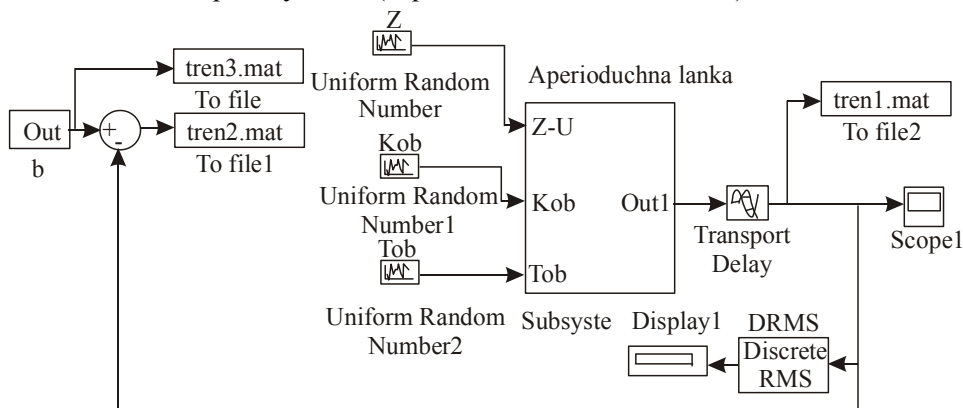 Z
tren3.mat
To file
Uniform Random
Number
Aperioduchna lanka
tren1.mat
To file2
Out
b
+
-
tren2.mat
To file1
Z-U
Kob
Uniform Random
Number1
Kob
Out1
Transport
Delay
Scope1
Tob
Tob
Uniform Random
Number2
Subsyste
Display1
DRMS
Discrete
RMS